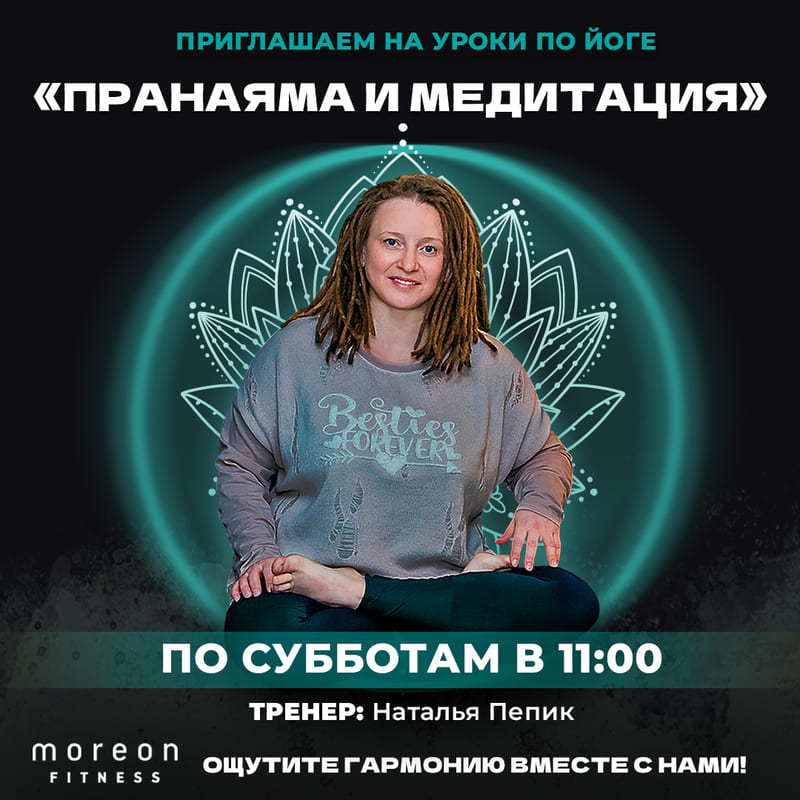 ПРИГЛАШАЕМ НА УРОКИ ПО ЙОГЕ
«ПРАНАЯМА И МЕДИТАЦИЯ»
Besties
FOREVER
ПО СУББОТАМ В 11:00
ТРЕНЕР: Наталья Пепик
moreon
FITNESS
ОЩУТИТЕ ГАРМОНИЮ ВМЕСТЕ С НАМИ!